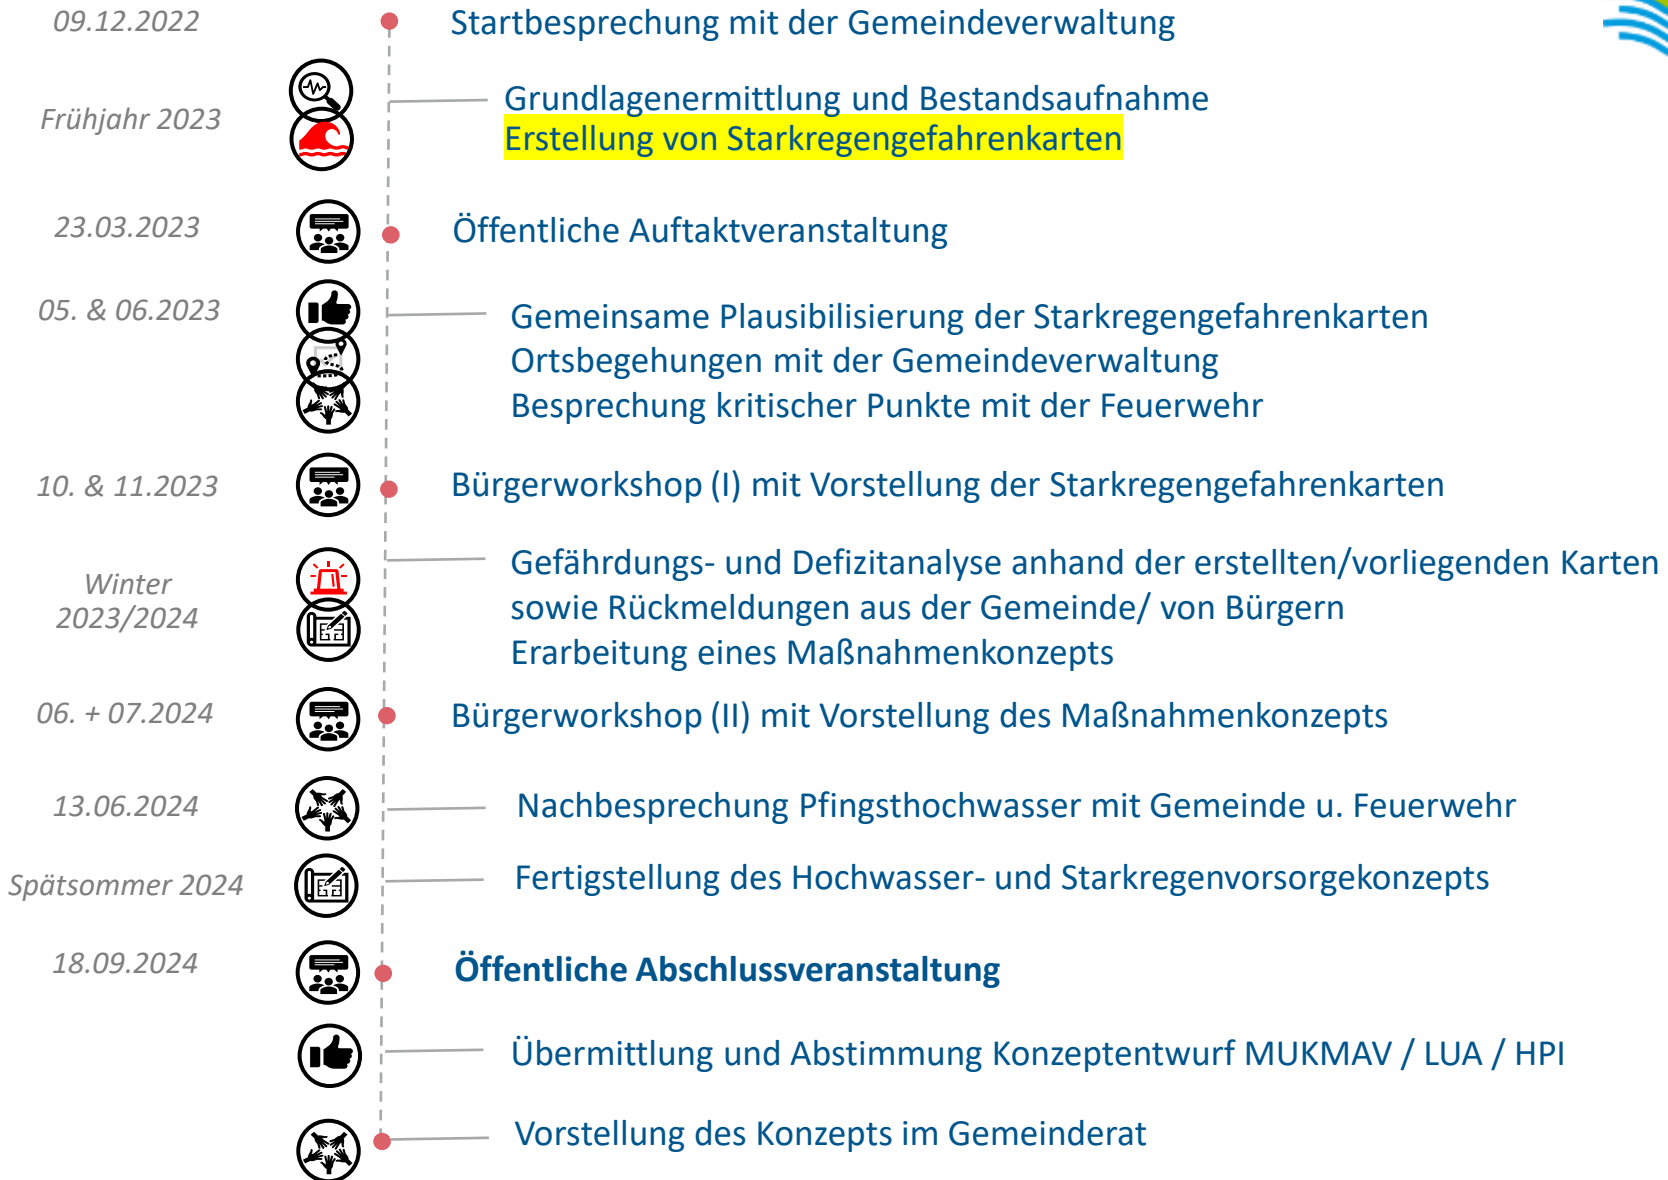 09.12.2022
Startbesprechung mit der Gemeindeverwaltung
Frühjahr 2023
Grundlagenermittlung und Bestandsaufnahme
Erstellung von Starkregengefahrenkarten
23.03.2023
Öffentliche Auftaktveranstaltung
05. & 06.2023
Gemeinsame Plausibilisierung der Starkregengefahrenkarten
Ortsbegehungen mit der Gemeindeverwaltung
Besprechung kritischer Punkte mit der Feuerwehr
10. & 11.2023
Bürgerworkshop (I) mit Vorstellung der Starkregengefahrenkarten
Winter
2023/2024
Gefährdungs- und Defizitanalyse anhand der erstellten/vorliegenden Karten
sowie Rückmeldungen aus der Gemeinde/ von Bürgern
Erarbeitung eines Maßnahmenkonzepts
06. + 07.2024
Bürgerworkshop (II) mit Vorstellung des Maßnahmenkonzepts
13.06.2024
Nachbesprechung Pfingsthochwasser mit Gemeinde u. Feuerwehr
Spätsommer 2024
Fertigstellung des Hochwasser- und Starkregenvorsorgekonzepts
18.09.2024
Öffentliche Abschlussveranstaltung
Übermittlung und Abstimmung Konzeptentwurf MUKMAV / LUA / HPI
Vorstellung des Konzepts im Gemeinderat